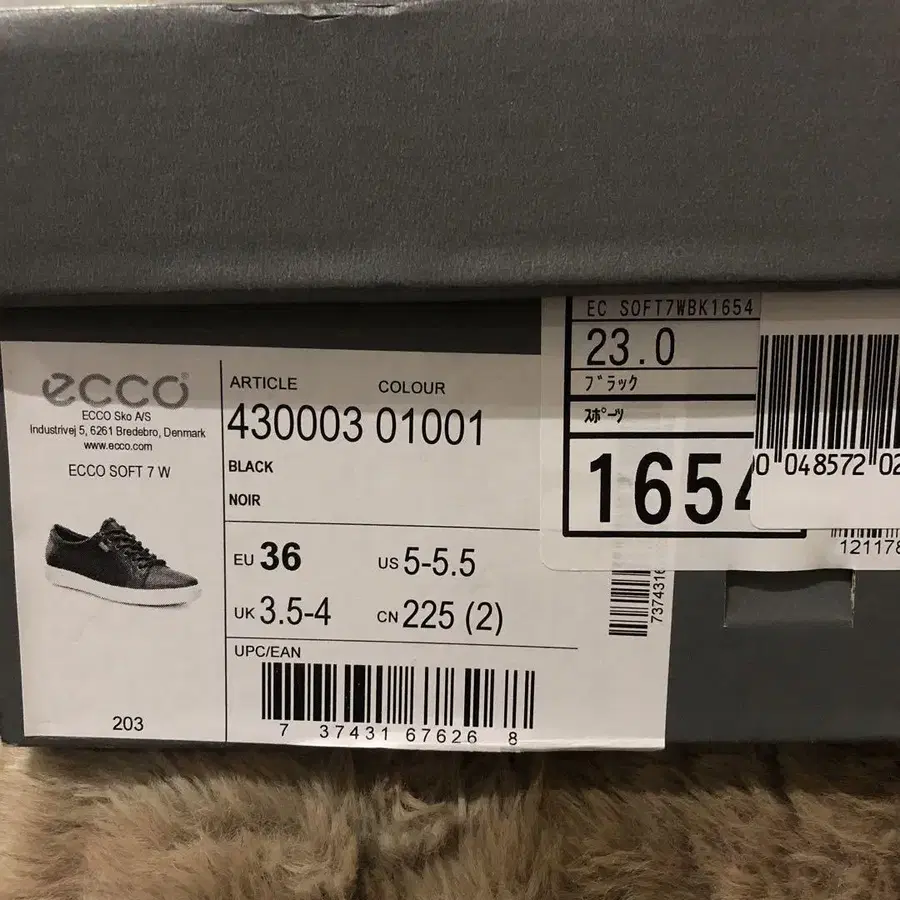 ecco®
ECCO Sko A/S
Industrivej 5, 6261 Bredebro, Denmark
www.ecco.com
ECCO SOFT 7 W
203
ARTICLE COLOUR
430003 01001
BLACK
NOIR
EU 36 US 5-5.5
UK 3.5-4 CN 225 (2)
UPC/EAN
7 37431 67626 8
EC SOFT7WBK1654
23.0
ブラック
スポーツ
1654
7374316
0 048572 02
121178